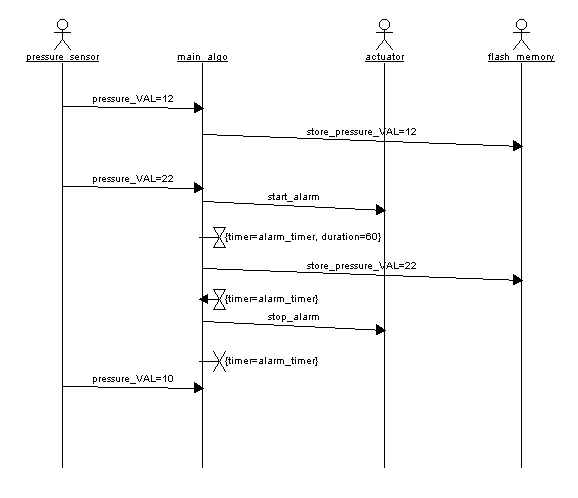 pressure_sensor main_algo actuator flash_memory
pressure_VAL=12
store_pressure_VAL=12
pressure_VAL=22
start_alarm
{timer=alarm_timer, duration=60}
store_pressure_VAL=22
{timer=alarm_timer}
stop_alarm
{timer=alarm_timer}
pressure_VAL=10